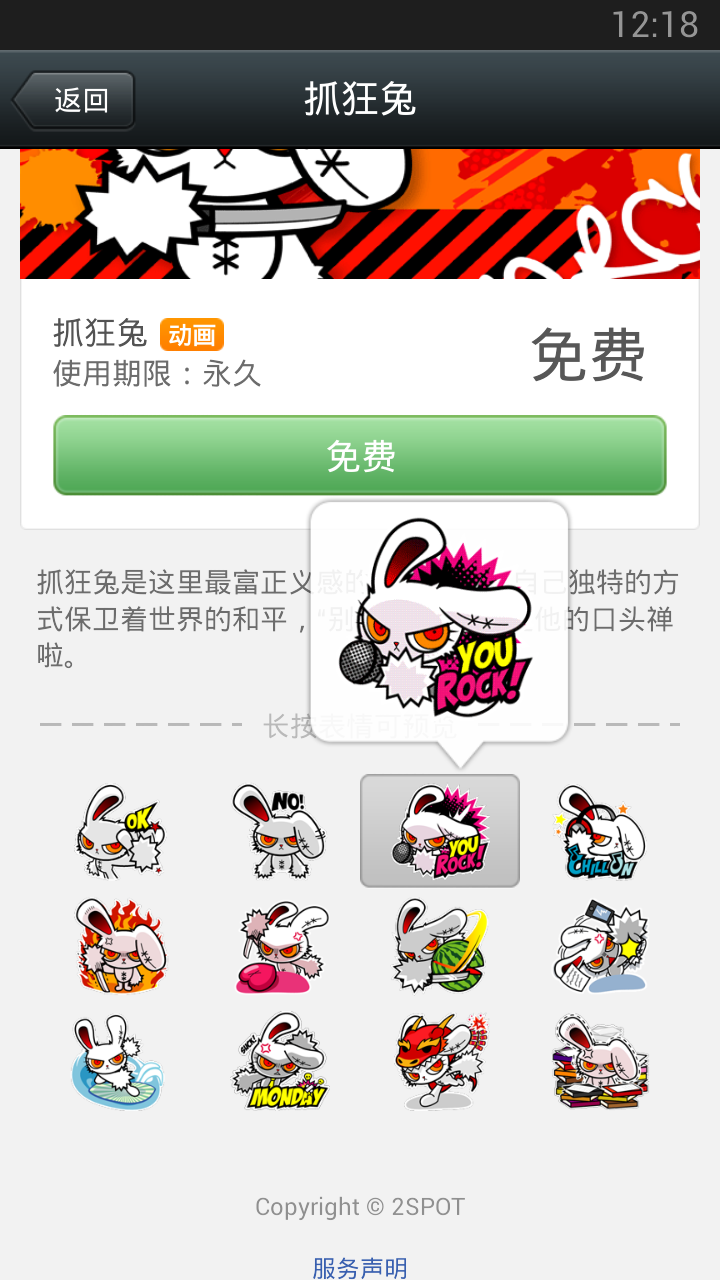 12:18
返回
抓狂兔
抓狂兔 动画
使用期限：永久
免费
免费
抓狂兔是这里最富正义感的 自己独特的方
式保卫着世界的和平，“别 他的口头禅
啦。
YOU
ROCK!
长按表情可预览
OK
NO!
YOU
ROCK!
CHILL ON
SUCK!
MONDAY
Copyright © 2SPOT
服务声明